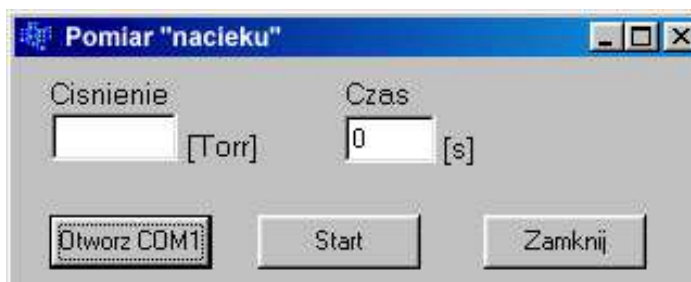 Pomiar "nacieku"
Cisnienie Czas
[Torr] 0 [s]
Otworz COM1 Start Zamknij